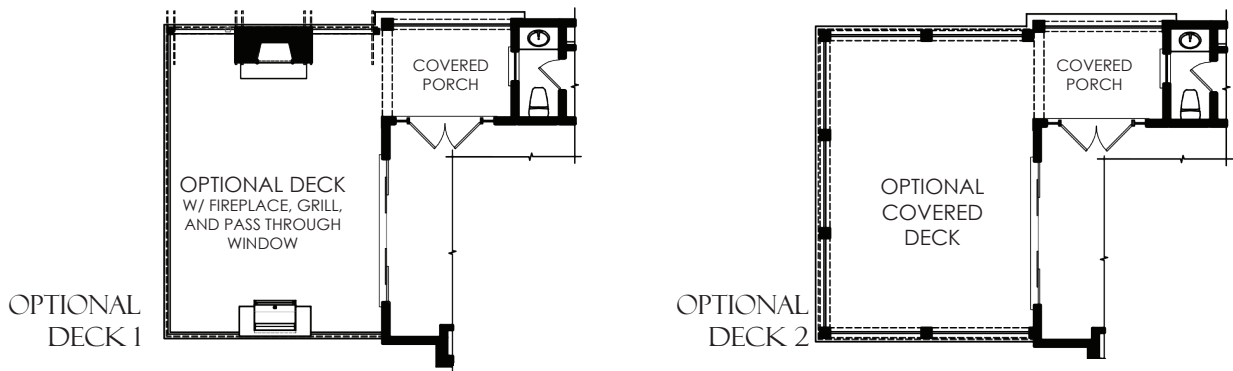 COVERED
PORCH
OPTIONAL DECK
W/ FIREPLACE, GRILL,
AND PASS THROUGH
WINDOW
OPTIONAL
DECK 1
COVERED
PORCH
OPTIONAL
COVERED
DECK
OPTIONAL
DECK 2